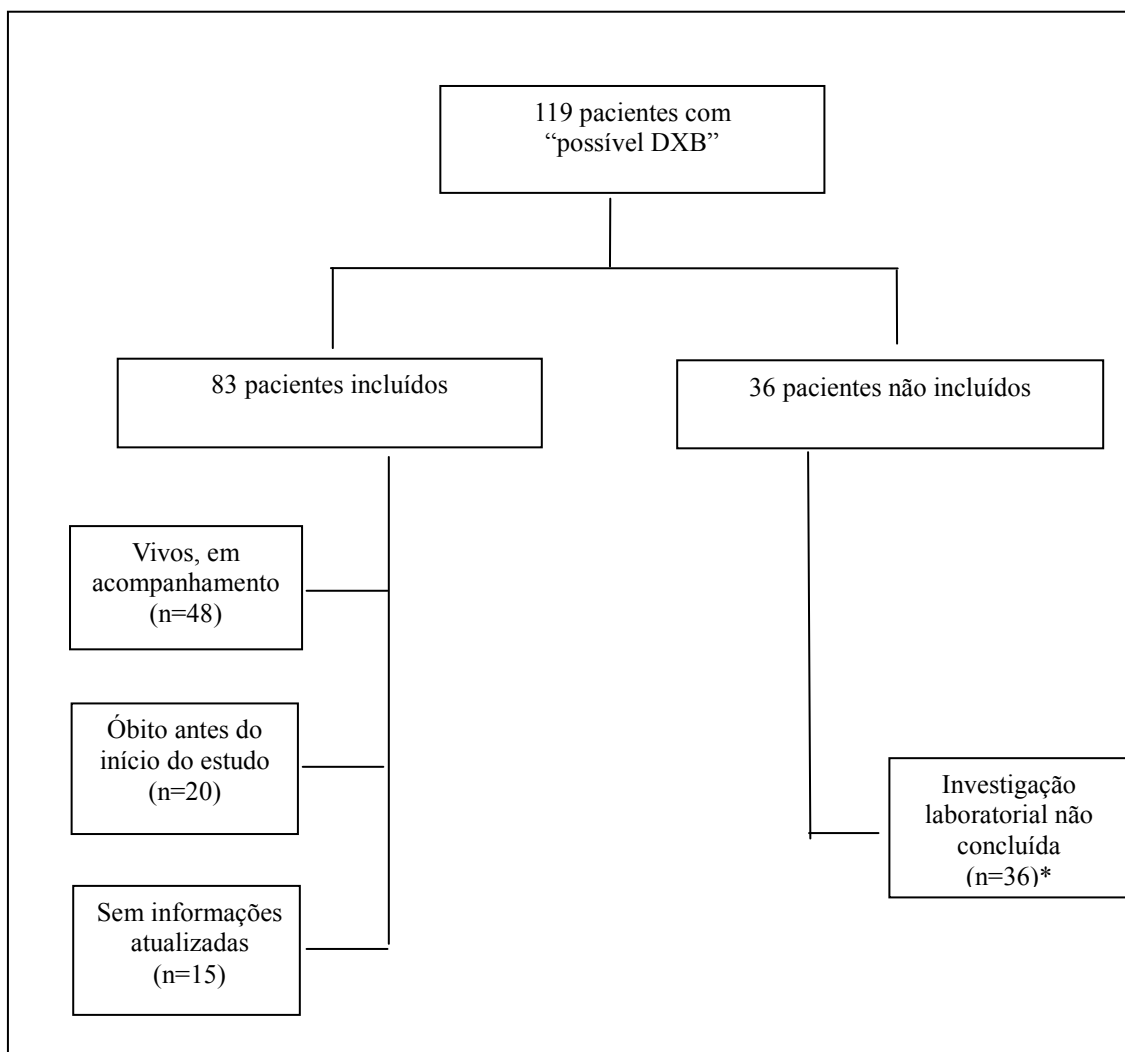 119 pacientes com
“possível DXB”
83 pacientes incluídos
36 pacientes não incluídos
Vivos, em
acompanhamento
(n=48)
Óbito antes do
início do estudo
(n=20)
Investigação
laboratorial não
concluída
(n=36)*
Sem informações
atualizadas
(n=15)